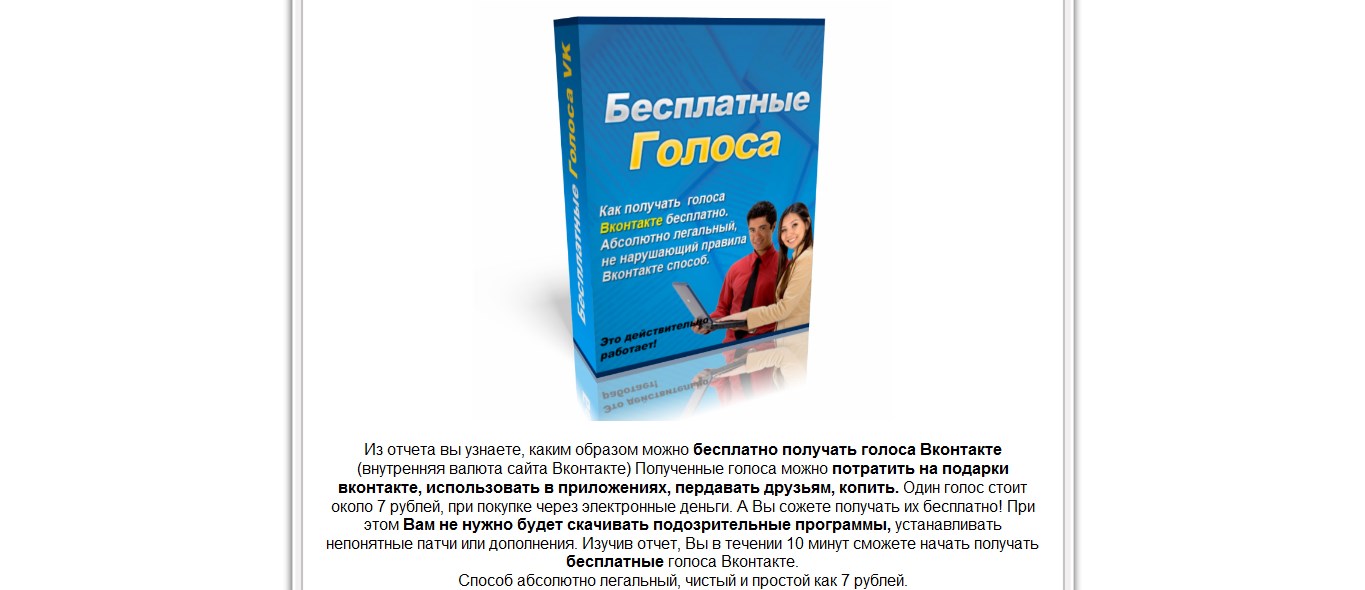 Бесплатные Голоса VK
Бесплатные
Голоса
Как получать голоса
Вконтакте бесплатно.
Абсолютно легальный,
не нарушающий правила
Вконтакте способ.
Это действительно
работает!
Из отчета вы узнаете, каким образом можно бесплатно получать голоса Вконтакте
(внутренняя валюта сайта Вконтакте) Полученные голоса можно потратить на подарки
вконтакте, использовать в приложениях, пердавать друзьям, копить. Один голос стоит
около 7 рублей, при покупке через электронные деньги. А Вы сожете получать их бесплатно! При
этом Вам не нужно будет скачивать подозрительные программы, устанавливать
непонятные патчи или дополнения. Изучив отчет, Вы в течении 10 минут сможете начать получать
бесплатные голоса Вконтакте.
Способ абсолютно легальный, чистый и простой как 7 рублей.